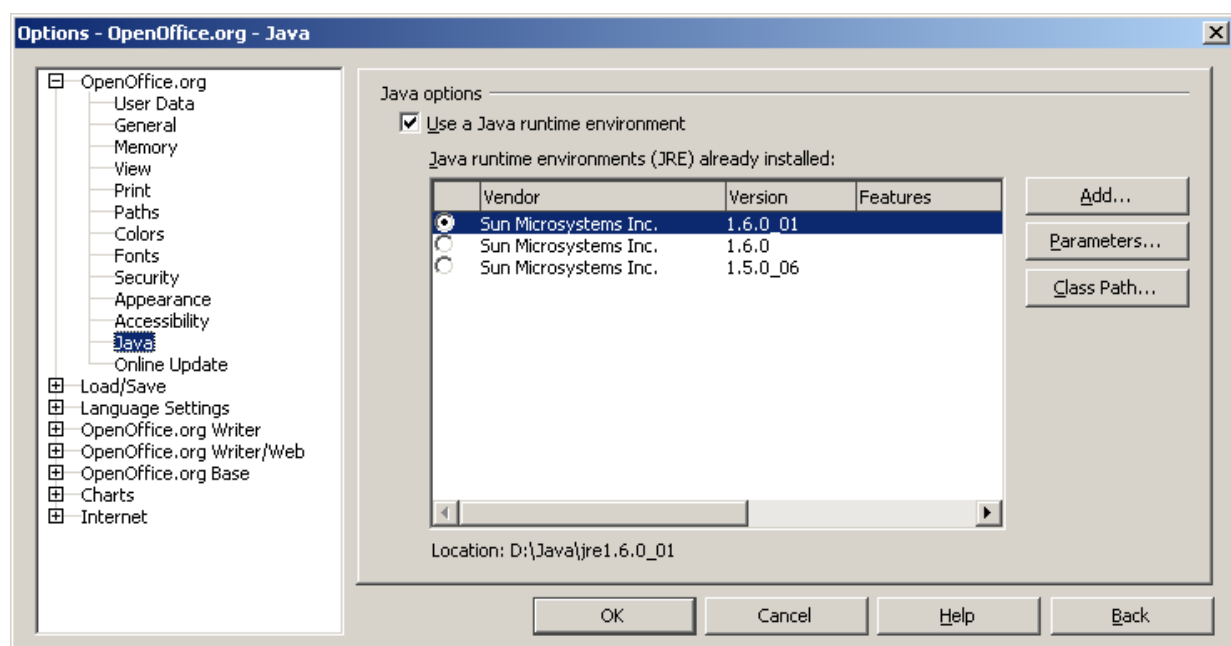 Options - OpenOffice.org - Java
OpenOffice.org
User Data
General
Memory
View
Print
Paths
Colors
Fonts
Security
Appearance
Accessibility
Java
Online Update
Load/Save
Language Settings
OpenOffice.org Writer
OpenOffice.org Writer/Web
OpenOffice.org Base
Charts
Internet
Java options
Use a Java runtime environment
Java runtime environments (JRE) already installed:
Vendor Version Features
Sun Microsystems Inc. 1.6.0_01
Sun Microsystems Inc. 1.6.0
Sun Microsystems Inc. 1.5.0_06
Add...
Parameters...
Class Path...
Location: D:\Java\jre1.6.0_01
OK Cancel Help Back